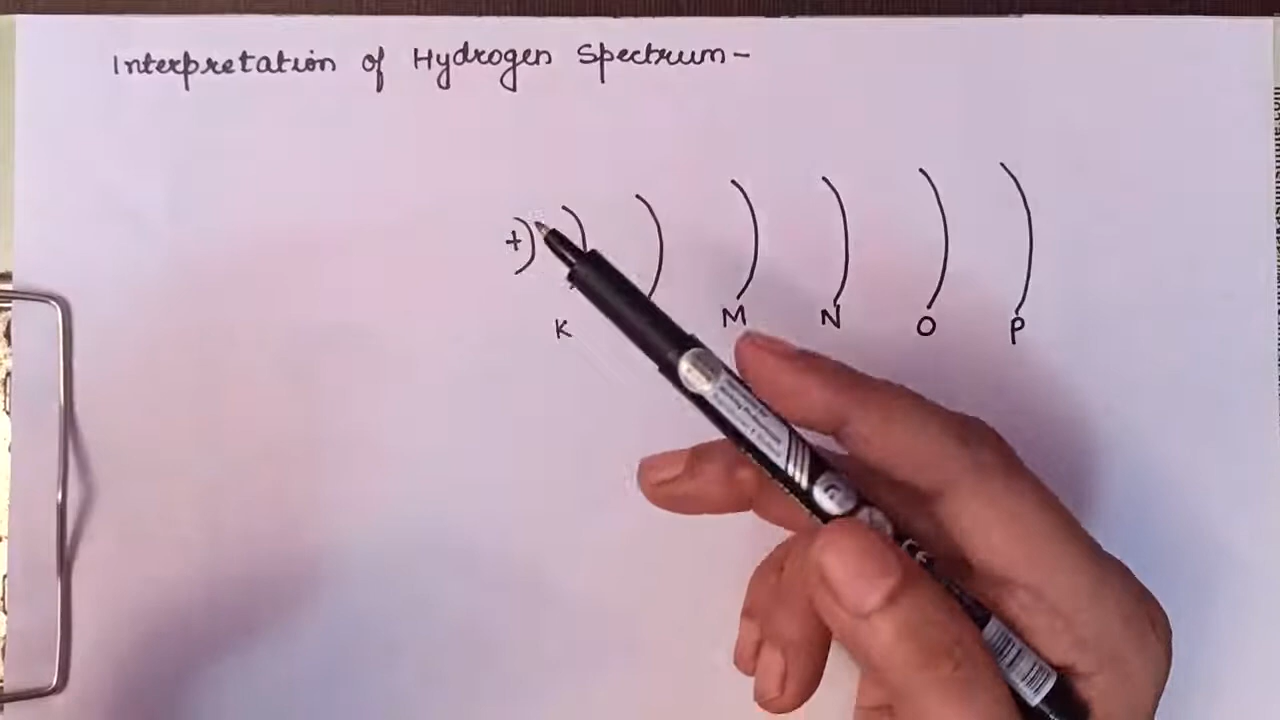 Interpretation of Hydrogen Spectrum-
+
K M N O P